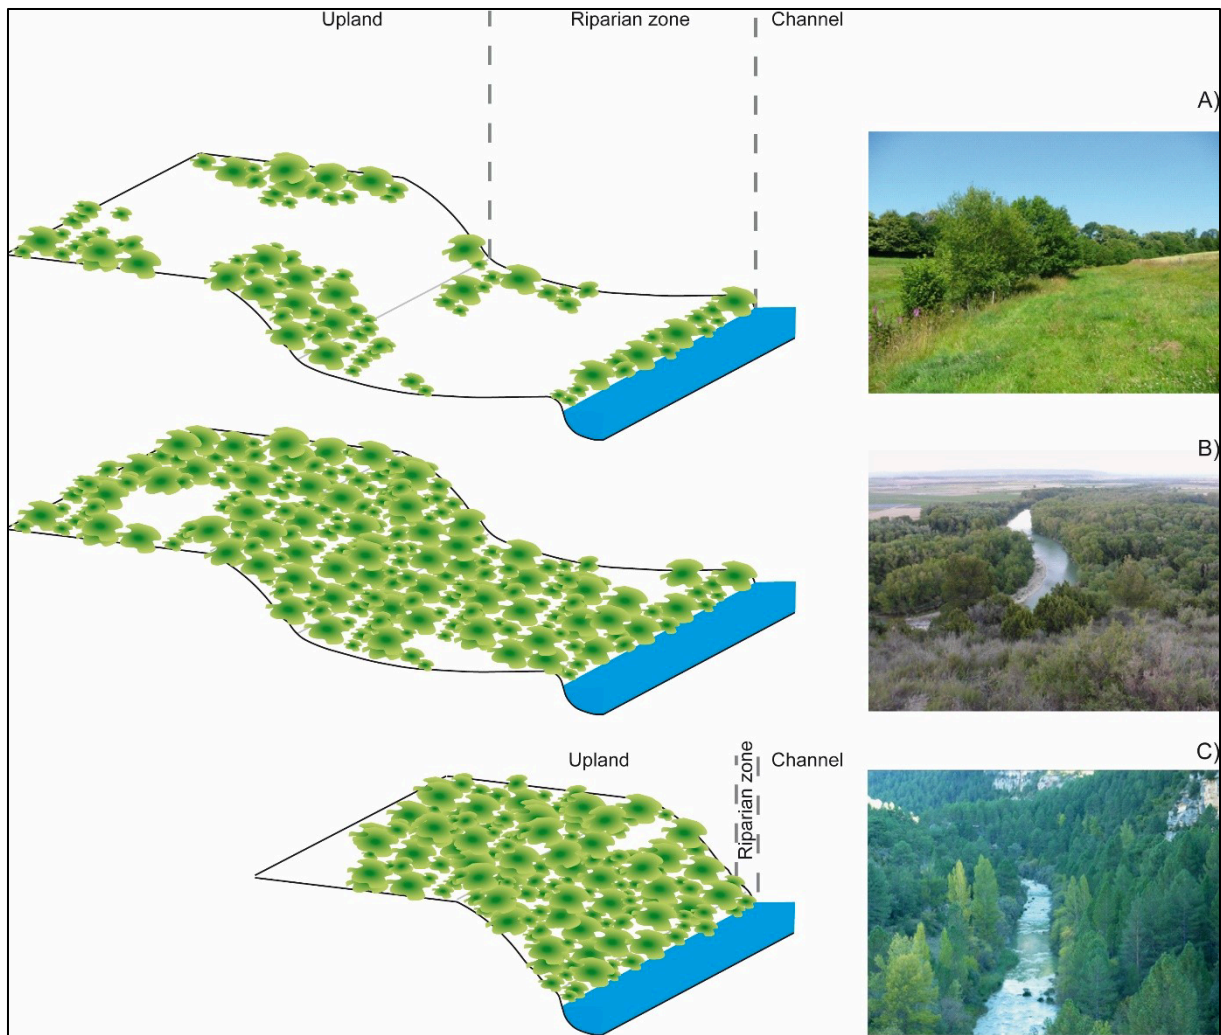 Upland
Riparian zone
Channel
A)
B)
Upland
Riparian zone
Channel
C)